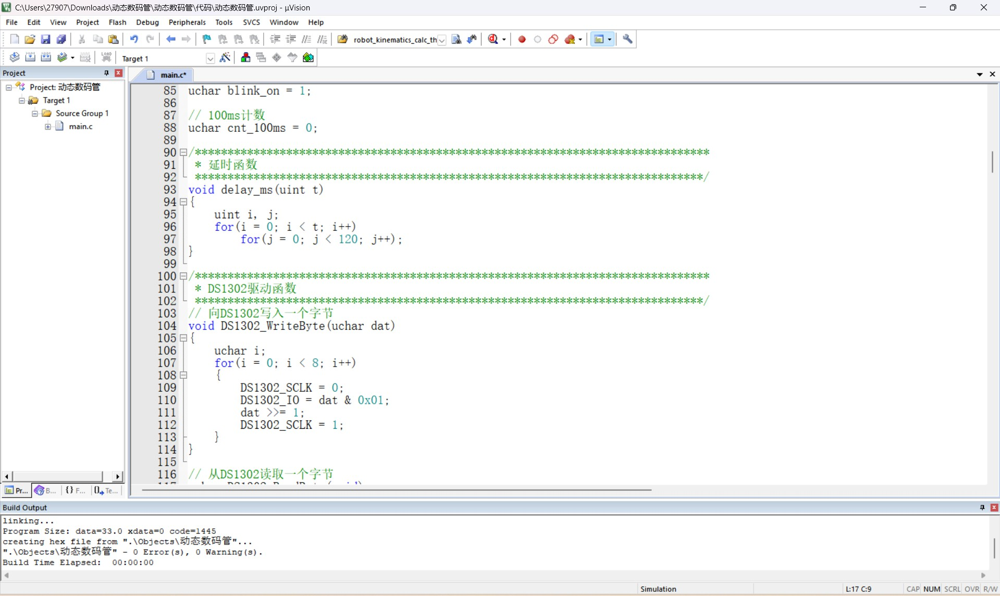 C:\Users\27907\Downloads\动态数码管\动态数码管\代码\动态数码管.uvproj - µVision
File Edit View Project Flash Debug Peripherals Tools SVCS Window Help
robot_kinematics_calc_th
LOAD Target 1
Project
Project: 动态数码管
Target 1
Source Group 1
main.c
Pr... B... {} F... Te...
main.c*
85 uchar blink_on = 1;
86
87 // 100ms计数
88 uchar cnt_100ms = 0;
89
90 /*******************************************************************************
91 * 延时函数
92 ******************************************************************************/
93 void delay_ms(uint t)
94 {
95 uint i, j;
96 for(i = 0; i < t; i++)
97 for(j = 0; j < 120; j++);
98 }
99
100 /*******************************************************************************
101 * DS1302驱动函数
102 ******************************************************************************/
103 // 向DS1302写入一个字节
104 void DS1302_WriteByte(uchar dat)
105 {
106 uchar i;
107 for(i = 0; i < 8; i++)
108 {
109 DS1302_SCLK = 0;
110 DS1302_IO = dat & 0x01;
111 dat >>= 1;
112 DS1302_SCLK = 1;
113 }
114 }
115
116 // 从DS1302读取一个字节
Build Output
linking...
Program Size: data=33.0 xdata=0 code=1445
creating hex file from ".\Objects\动态数码管"...
".\Objects\动态数码管" - 0 Error(s), 0 Warning(s).
Build Time Elapsed: 00:00:00
Simulation L:17 C:9 CAP NUM SCRL OVR R/W